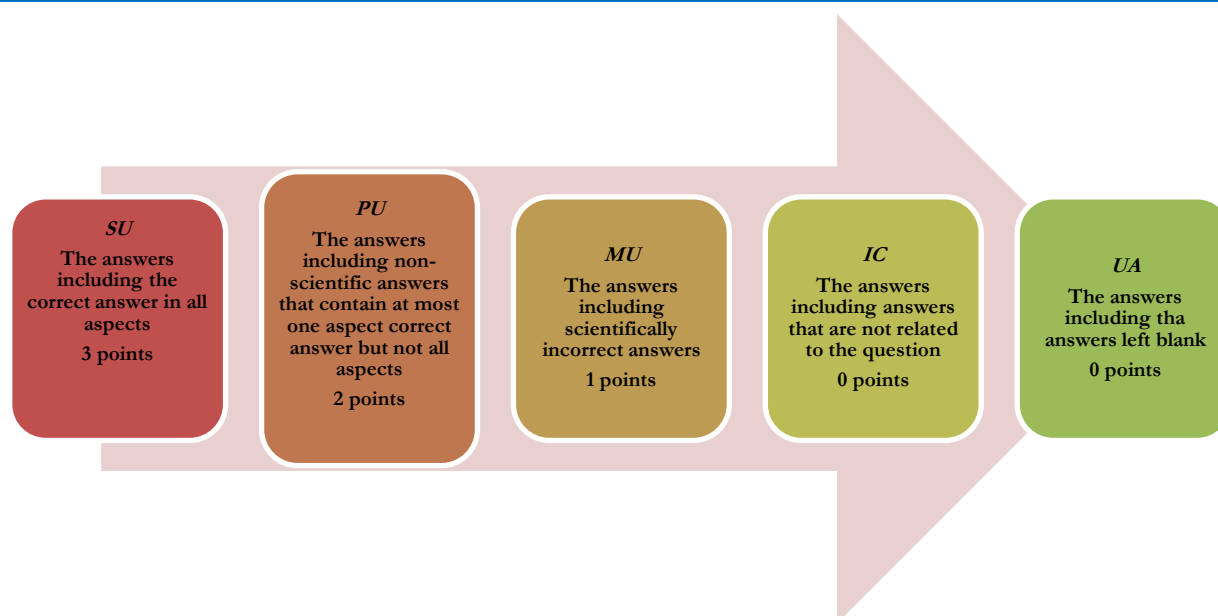 SU
The answers
including the
correct answer in all
aspects
3 points
PU
The answers
including non-
scientific answers
that contain at most
one aspect correct
answer but not all
aspects
2 points
MU
The answers
including
scientifically
incorrect answers
1 points
IC
The answers
including answers
that are not related
to the question
0 points
UA
The answers
including tha
answers left blank
0 points